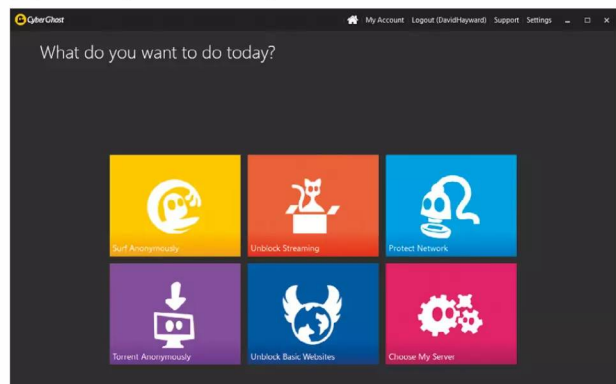 CyberGhost
My Account Logout (DavidHayward) Support Settings
What do you want to do today?
Surf Anonymously
Unblock Streaming
Protect Network
Torrent Anonymously
Unblock Basic Websites
Choose My Server